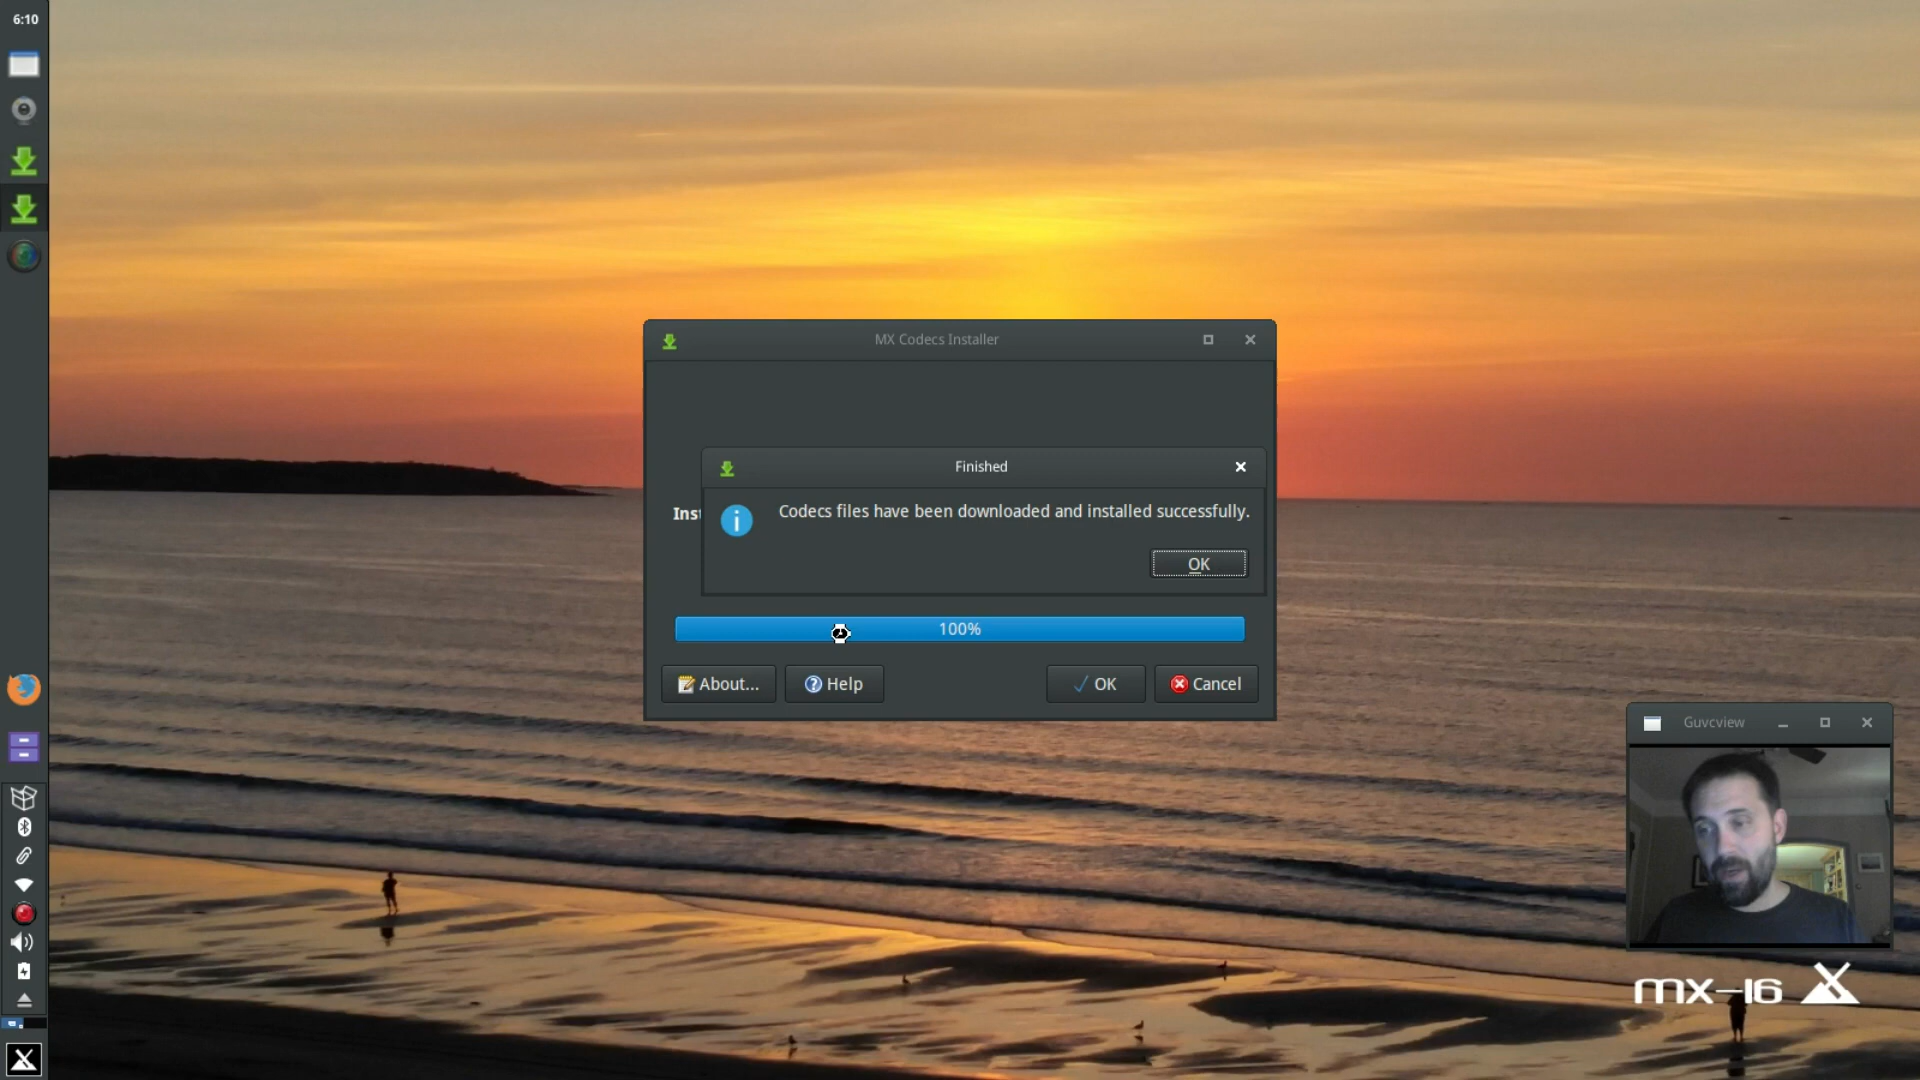 6:10
MX Codecs Installer
Finished
Codecs files have been downloaded and installed successfully.
Inst
OK
100%
About...
Help
OK
Cancel
Guvcview
mx-16